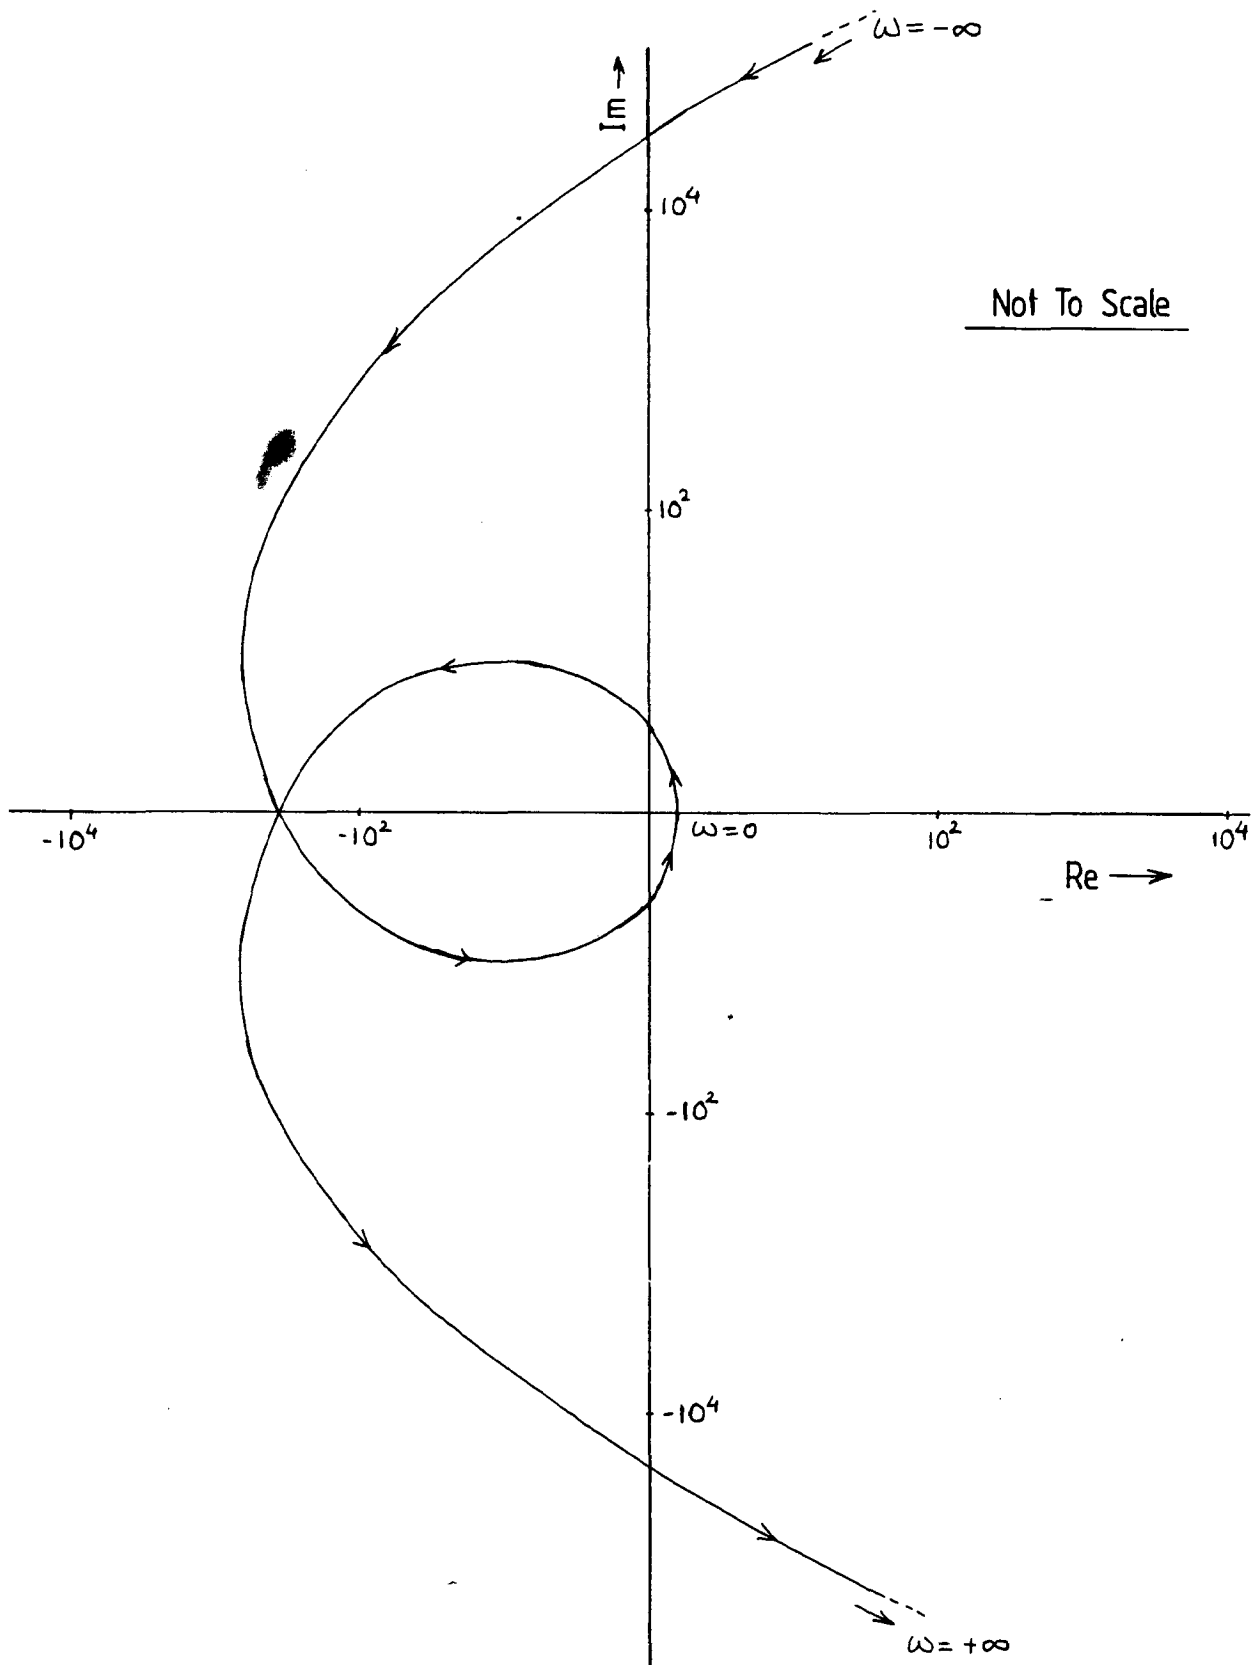 ω = -∞
Im
10⁴
Not To Scale
10²
-10⁴
-10²
ω=0
10²
10⁴
Re
-10²
-10⁴
ω= +∞